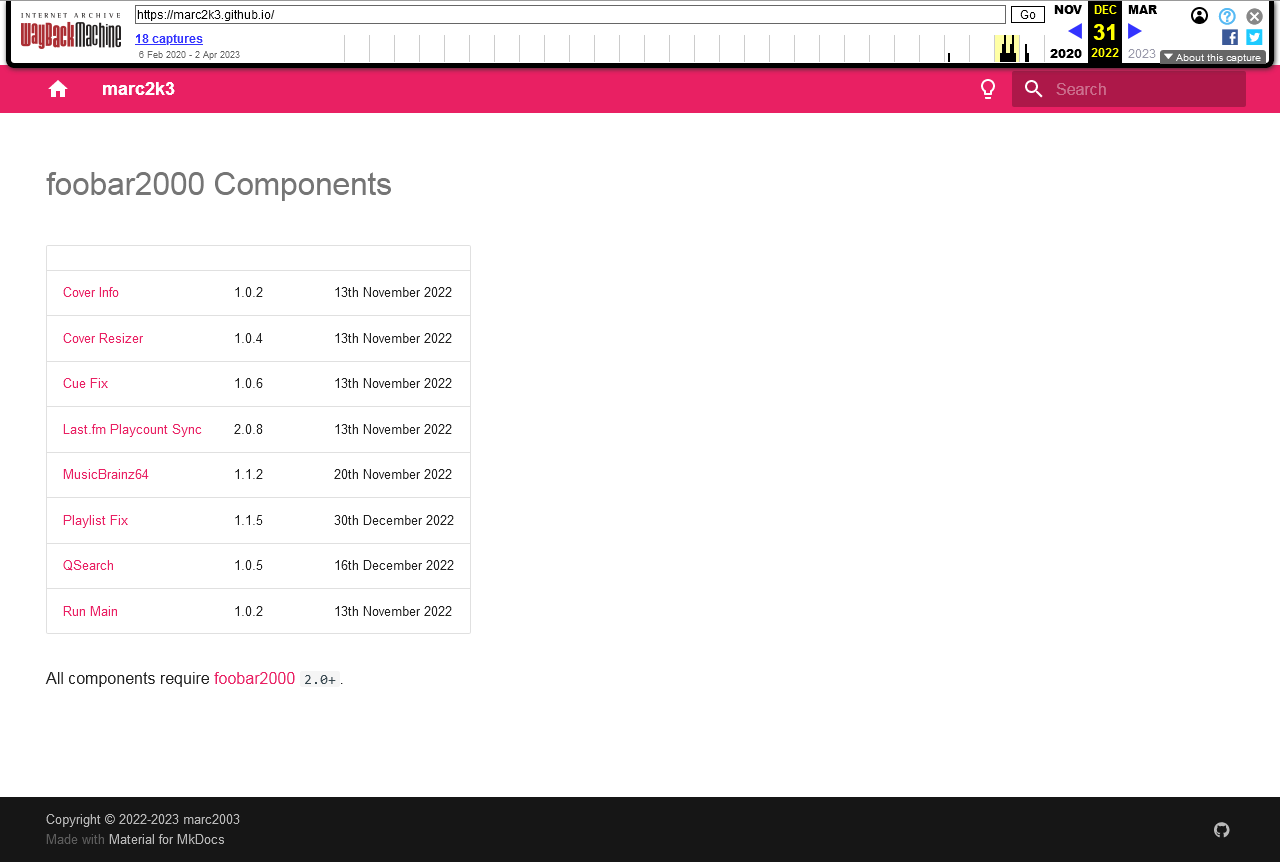 INTERNET ARCHIVE
WayBackMachine
https://marc2k3.github.io/
Go
18 captures
6 Feb 2020 - 2 Apr 2023
NOV DEC MAR
31
2020 2022 2023
About this capture
marc2k3
Search
foobar2000 Components
Cover Info 1.0.2 13th November 2022
Cover Resizer 1.0.4 13th November 2022
Cue Fix 1.0.6 13th November 2022
Last.fm Playcount Sync 2.0.8 13th November 2022
MusicBrainz64 1.1.2 20th November 2022
Playlist Fix 1.1.5 30th December 2022
QSearch 1.0.5 16th December 2022
Run Main 1.0.2 13th November 2022
All components require foobar2000 2.0+.
Copyright © 2022-2023 marc2003
Made with Material for MkDocs